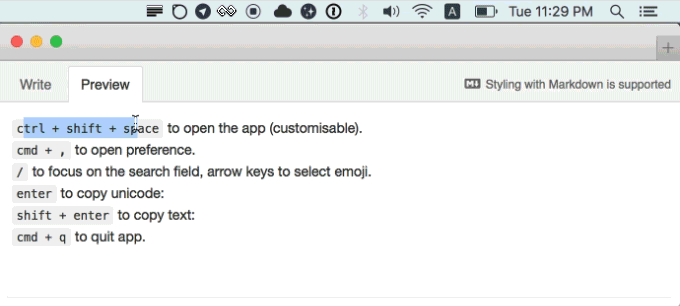 A Tue 11:29 PM
Write Preview Styling with Markdown is supported
ctrl + shift + space to open the app (customisable).
cmd + , to open preference.
/ to focus on the search field, arrow keys to select emoji.
enter to copy unicode:
shift + enter to copy text:
cmd + q to quit app.